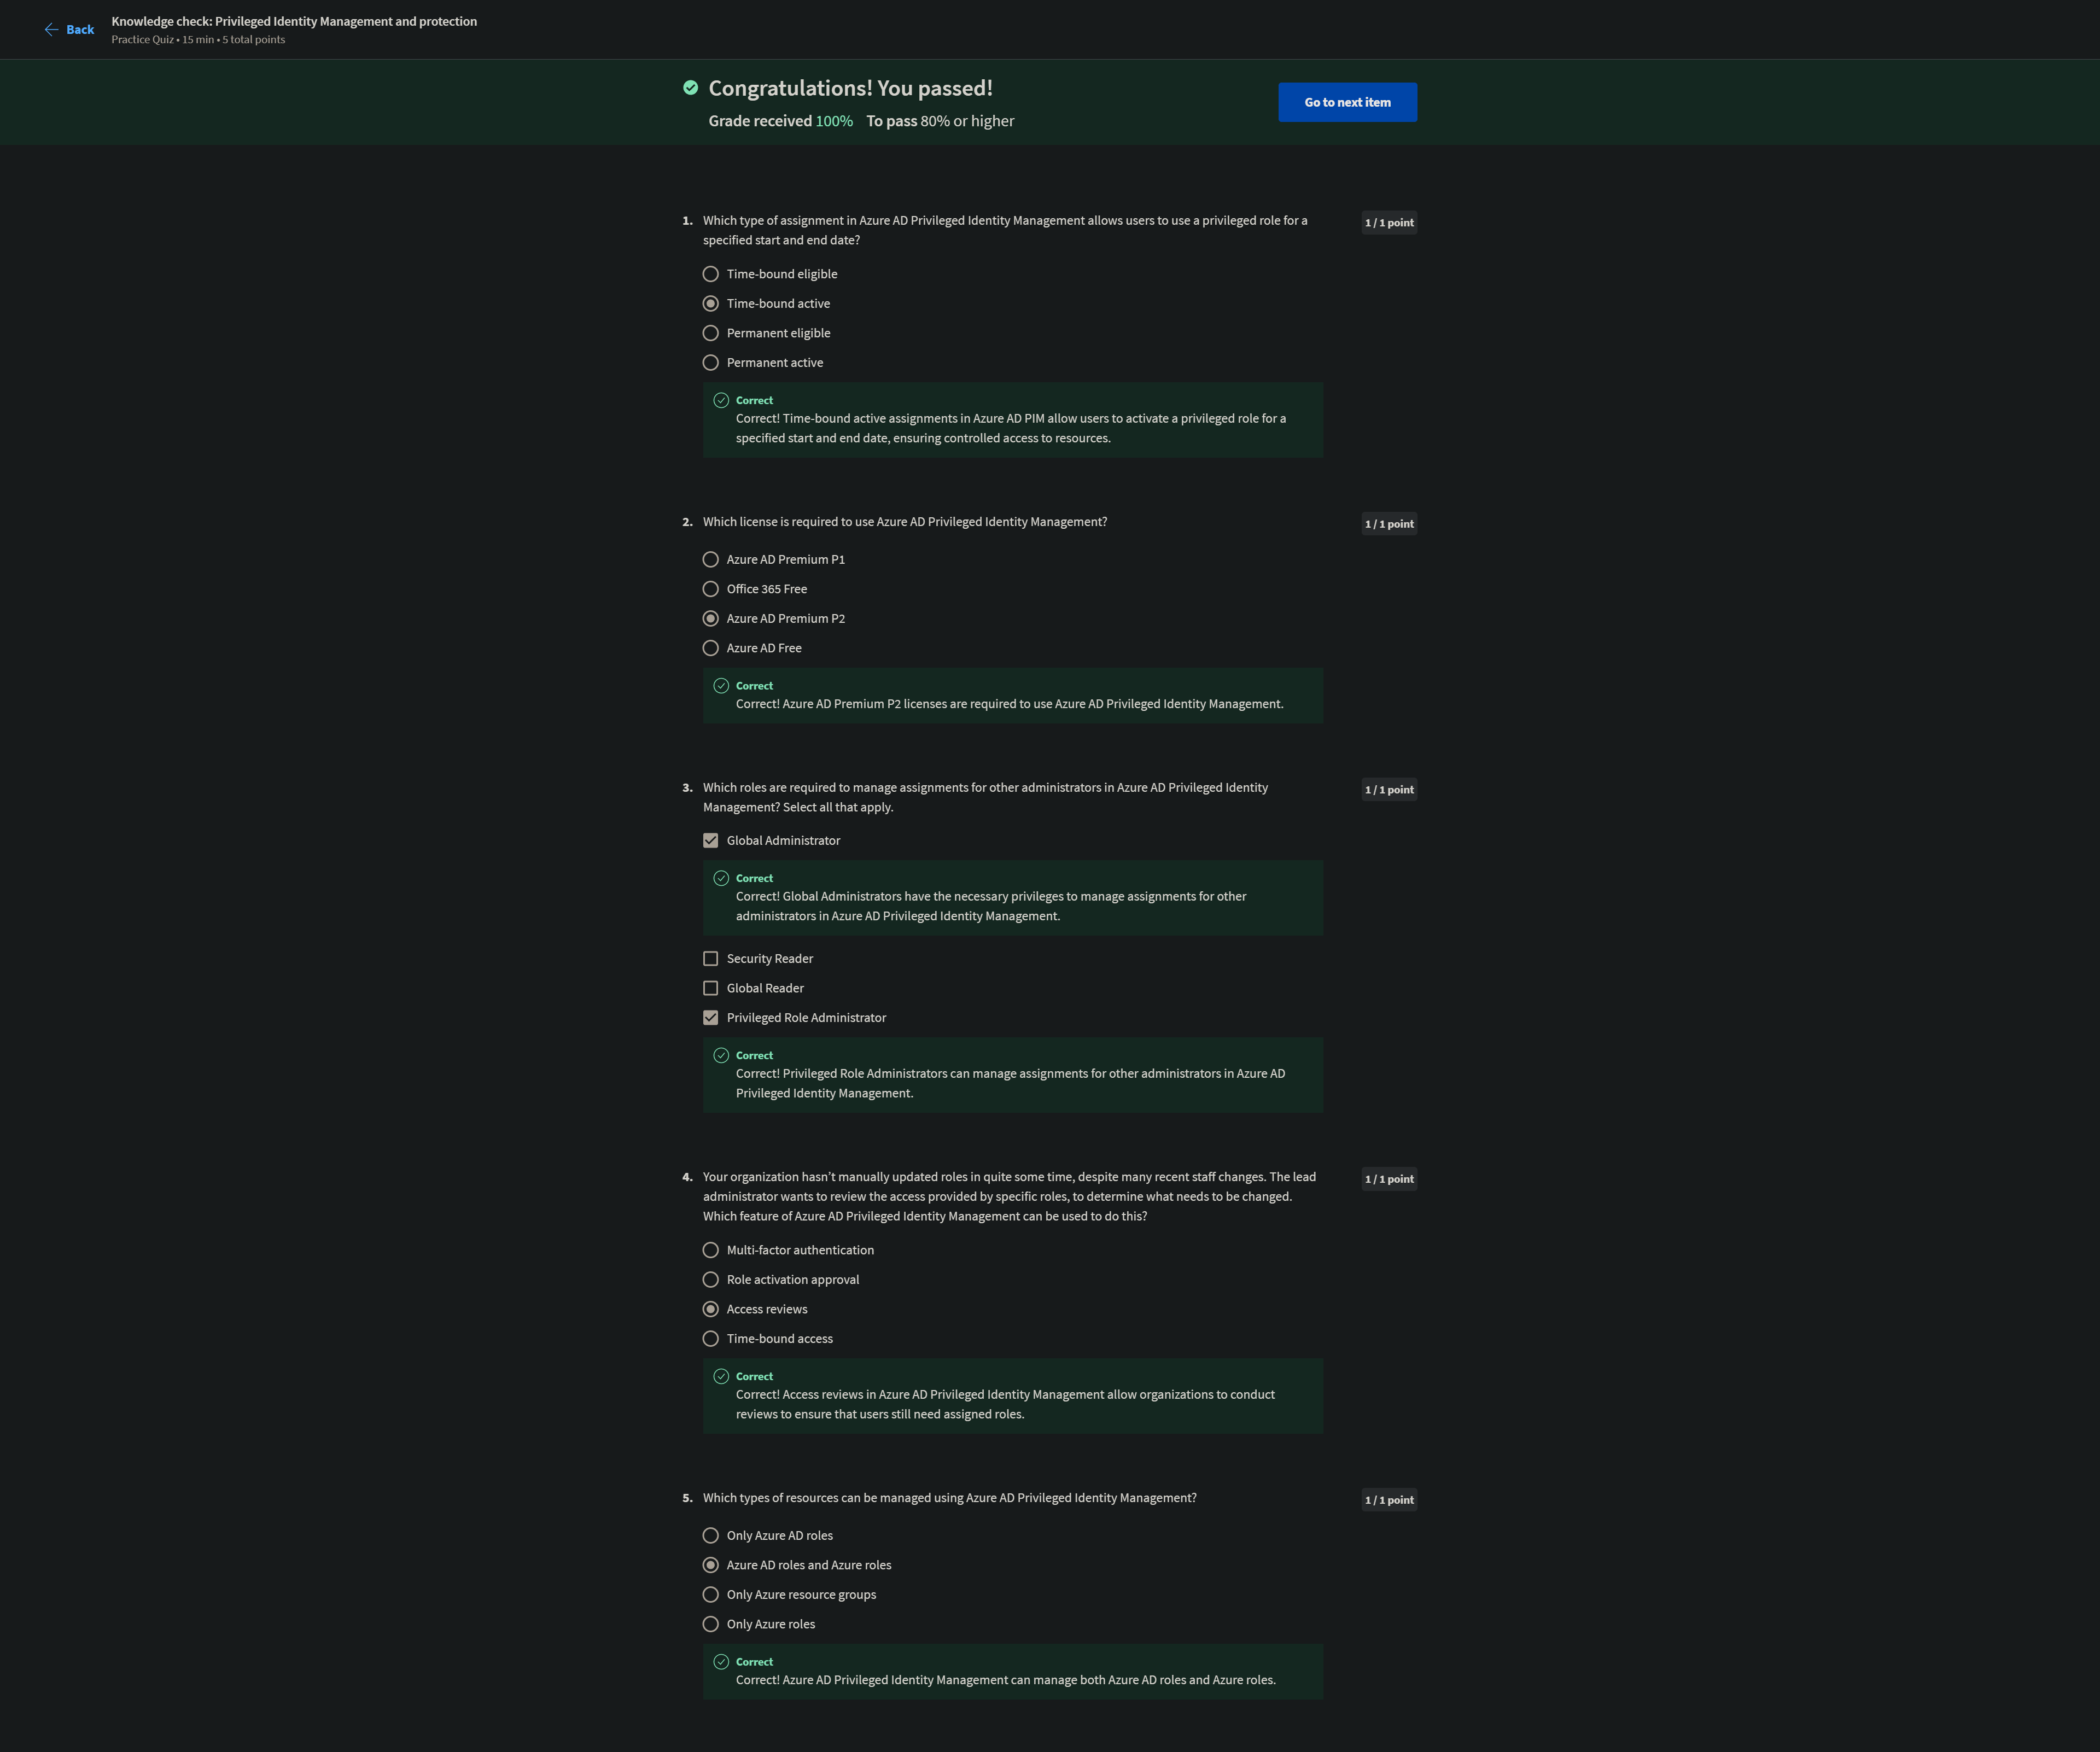 Back
Knowledge check: Privileged Identity Management and protection
Practice Quiz • 15 min • 5 total points
Congratulations! You passed!
Grade received 100% To pass 80% or higher
Go to next item
1. Which type of assignment in Azure AD Privileged Identity Management allows users to use a privileged role for a
specified start and end date?
1 / 1 point
Time-bound eligible
Time-bound active
Permanent eligible
Permanent active
Correct
Correct! Time-bound active assignments in Azure AD PIM allow users to activate a privileged role for a
specified start and end date, ensuring controlled access to resources.
2. Which license is required to use Azure AD Privileged Identity Management?
1 / 1 point
Azure AD Premium P1
Office 365 Free
Azure AD Premium P2
Azure AD Free
Correct
Correct! Azure AD Premium P2 licenses are required to use Azure AD Privileged Identity Management.
3. Which roles are required to manage assignments for other administrators in Azure AD Privileged Identity
Management? Select all that apply.
1 / 1 point
Global Administrator
Correct
Correct! Global Administrators have the necessary privileges to manage assignments for other
administrators in Azure AD Privileged Identity Management.
Security Reader
Global Reader
Privileged Role Administrator
Correct
Correct! Privileged Role Administrators can manage assignments for other administrators in Azure AD
Privileged Identity Management.
4. Your organization hasn’t manually updated roles in quite some time, despite many recent staff changes. The lead
administrator wants to review the access provided by specific roles, to determine what needs to be changed.
Which feature of Azure AD Privileged Identity Management can be used to do this?
1 / 1 point
Multi-factor authentication
Role activation approval
Access reviews
Time-bound access
Correct
Correct! Access reviews in Azure AD Privileged Identity Management allow organizations to conduct
reviews to ensure that users still need assigned roles.
5. Which types of resources can be managed using Azure AD Privileged Identity Management?
1 / 1 point
Only Azure AD roles
Azure AD roles and Azure roles
Only Azure resource groups
Only Azure roles
Correct
Correct! Azure AD Privileged Identity Management can manage both Azure AD roles and Azure roles.